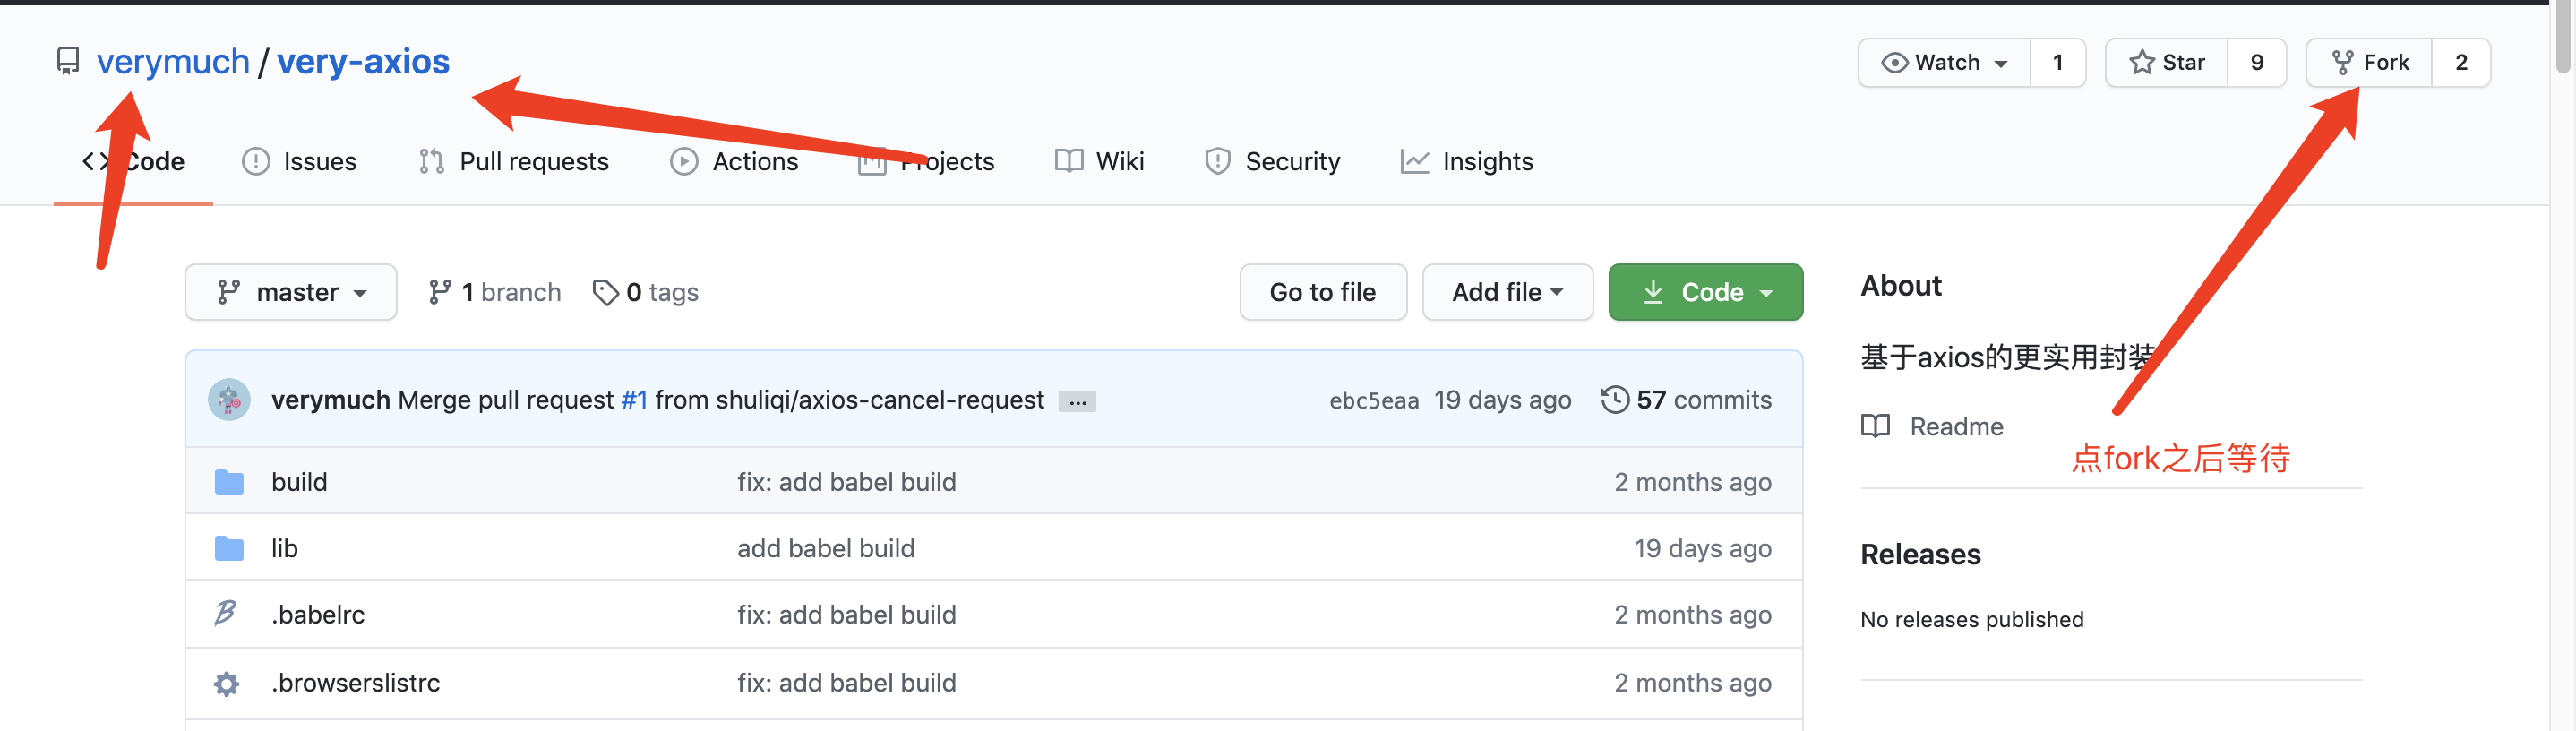 verymuch / very-axios
Watch 1 Star 9 Fork 2
Code Issues Pull requests Actions Projects Wiki Security Insights
master 1 branch 0 tags Go to file Add file Code
verymuch Merge pull request #1 from shuliqi/axios-cancel-request ... ebc5eaa 19 days ago 57 commits
build fix: add babel build 2 months ago
lib add babel build 19 days ago
.babelrc fix: add babel build 2 months ago
.browserslistrc fix: add babel build 2 months ago
About
基于axios的更实用封装
Readme
点fork之后等待
Releases
No releases published